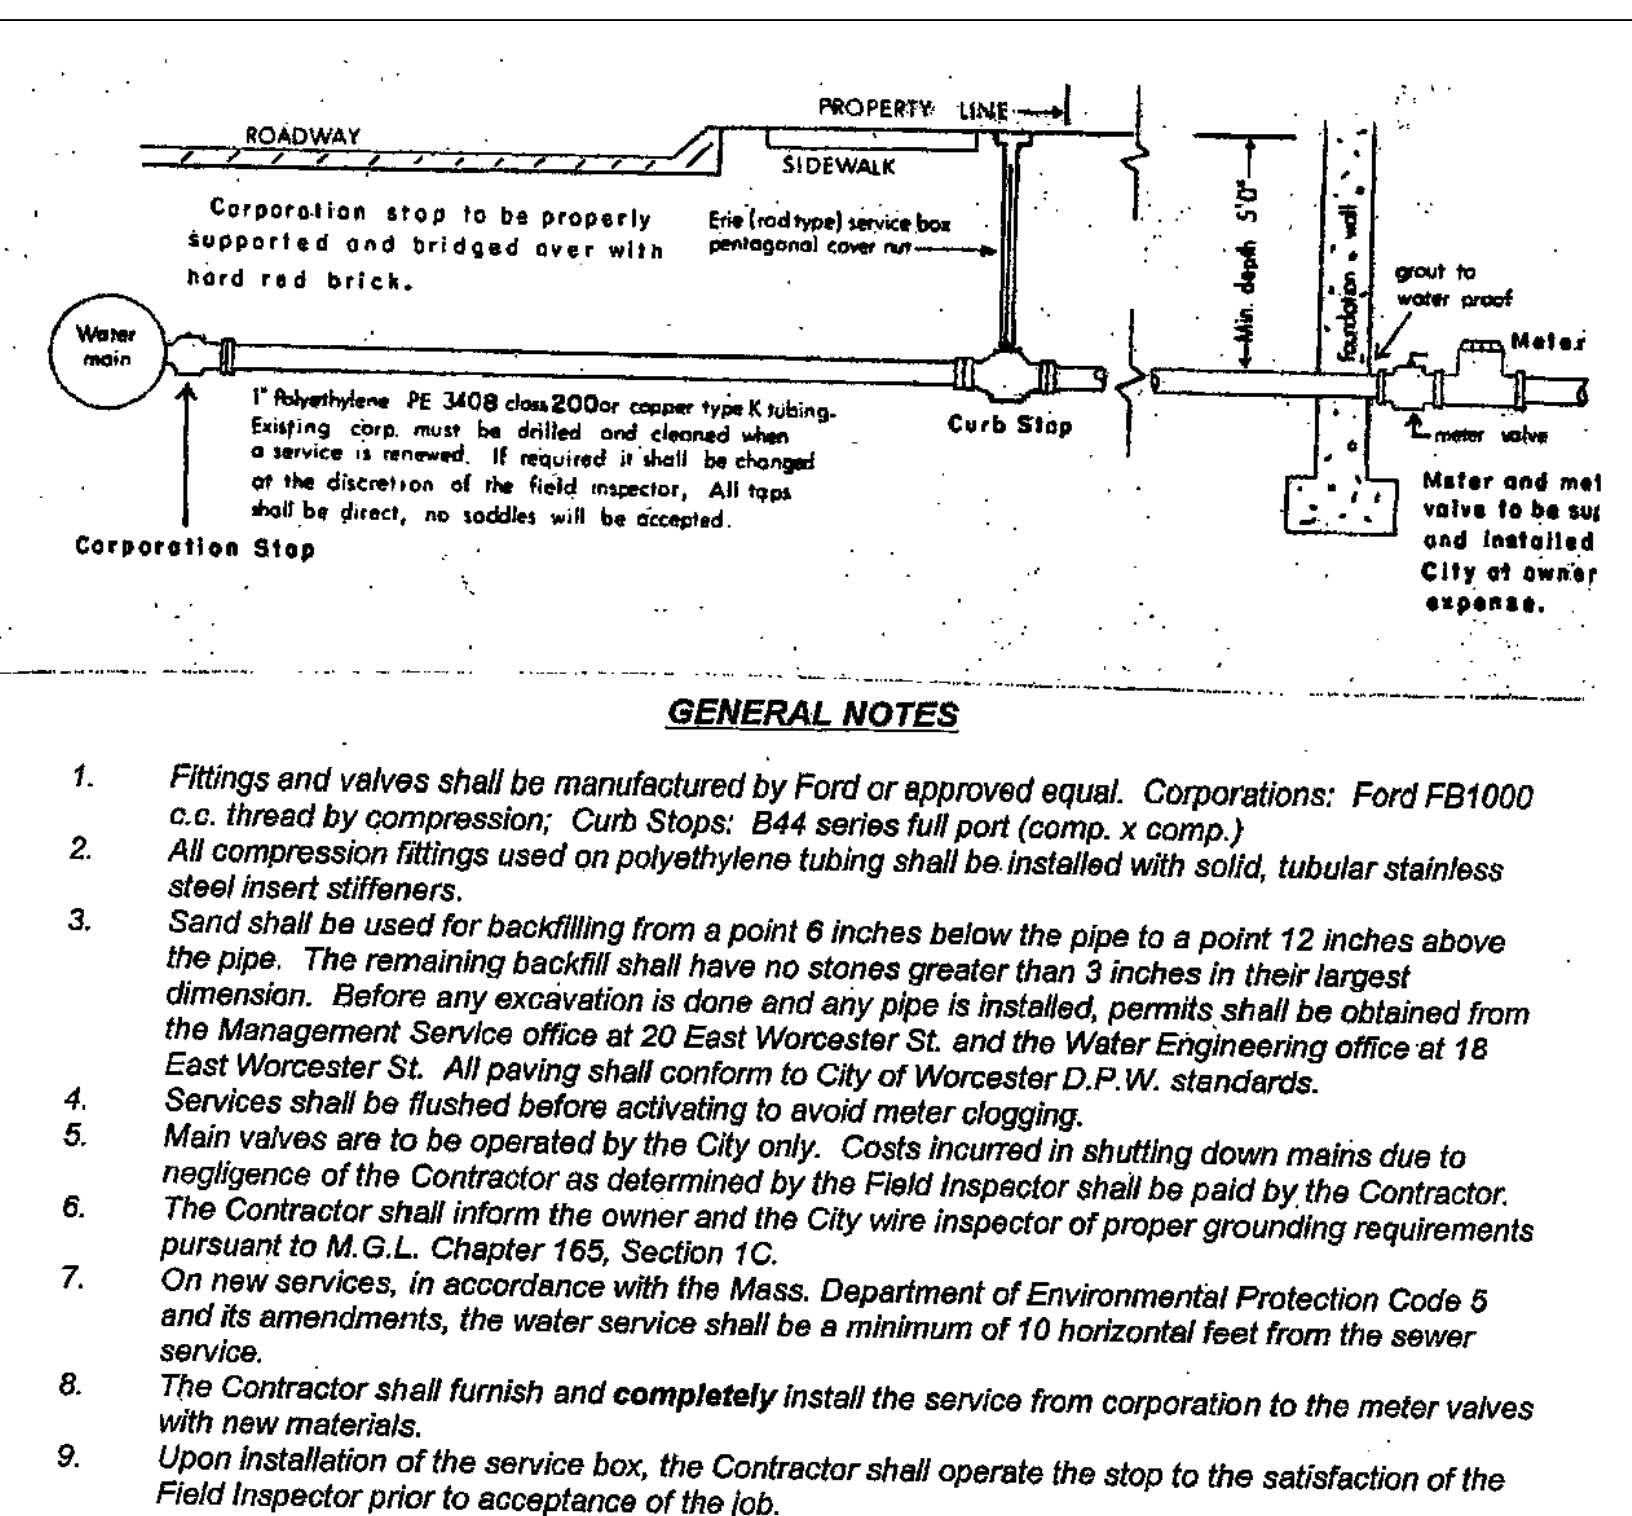 PROPERTY LINE
ROADWAY
SIDEWALK
Corporation stop to be properly
supported and bridged over with
hard red brick.
Erie (rod type) service box
pentagonal cover nut
Min. depth 5'0"
foundation wall
grout to
water proof
Water
main
Meter
1" Polyethylene PE 3408 class 200 or copper type K tubing.
Existing corp. must be drilled and cleaned when
a service is renewed. If required it shall be changed
at the discretion of the field inspector, All taps
shall be direct, no saddles will be accepted.
Curb Stop
meter valve
Corporation Stop
Meter and met
valve to be sup
and installed
City at owner
expense.
GENERAL NOTES
1. Fittings and valves shall be manufactured by Ford or approved equal. Corporations: Ford FB1000
c.c. thread by compression; Curb Stops: B44 series full port (comp. x comp.)
2. All compression fittings used on polyethylene tubing shall be installed with solid, tubular stainless
steel insert stiffeners.
3. Sand shall be used for backfilling from a point 6 inches below the pipe to a point 12 inches above
the pipe. The remaining backfill shall have no stones greater than 3 inches in their largest
dimension. Before any excavation is done and any pipe is installed, permits shall be obtained from
the Management Service office at 20 East Worcester St. and the Water Engineering office at 18
East Worcester St. All paving shall conform to City of Worcester D.P.W. standards.
4. Services shall be flushed before activating to avoid meter clogging.
5. Main valves are to be operated by the City only. Costs incurred in shutting down mains due to
negligence of the Contractor as determined by the Field Inspector shall be paid by the Contractor.
6. The Contractor shall inform the owner and the City wire inspector of proper grounding requirements
pursuant to M.G.L. Chapter 165, Section 1C.
7. On new services, in accordance with the Mass. Department of Environmental Protection Code 5
and its amendments, the water service shall be a minimum of 10 horizontal feet from the sewer
service.
8. The Contractor shall furnish and completely install the service from corporation to the meter valves
with new materials.
9. Upon installation of the service box, the Contractor shall operate the stop to the satisfaction of the
Field Inspector prior to acceptance of the job.